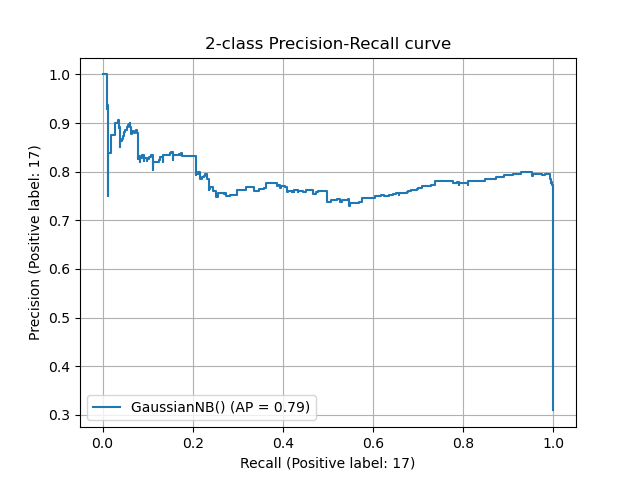 2-class Precision-Recall curve
1.0
0.9
0.8
0.7
0.6
0.5
0.4
0.3
Precision (Positive label: 17)
GaussianNB() (AP = 0.79)
0.0 0.2 0.4 0.6 0.8 1.0
Recall (Positive label: 17)